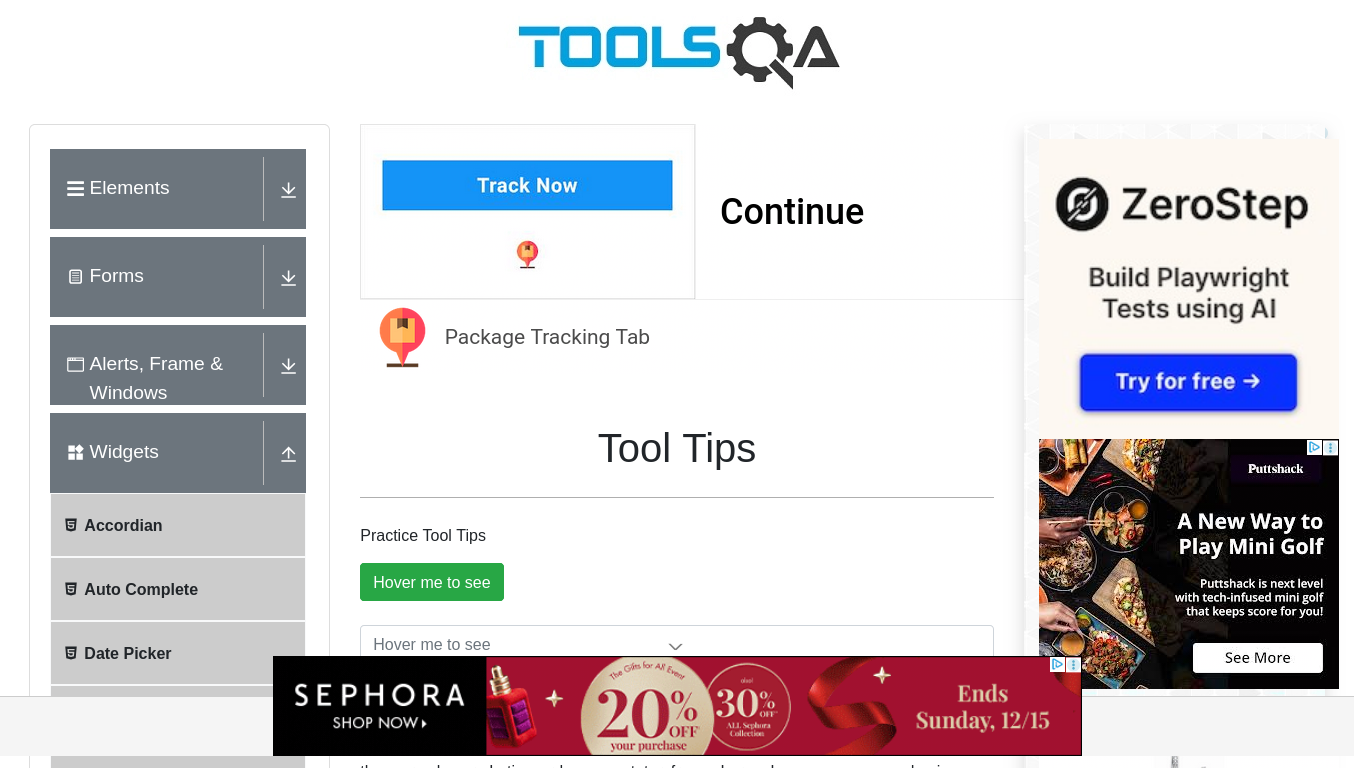 TOOLSQA
Elements
Forms
Alerts, Frame &
Windows
Widgets
Accordian
Auto Complete
Date Picker
Track Now
Continue
Package Tracking Tab
Tool Tips
Practice Tool Tips
Hover me to see
Hover me to see
ZeroStep
Build Playwright
Tests using AI
Try for free →
Puttshack
A New Way to
Play Mini Golf
Puttshack is next level
with tech-infused mini golf
that keeps score for you!
See More
SEPHORA
SHOP NOW
The Gifts for All Event
20% OFF
your purchase
also!
30% OFF*
ALL Sephora
Collection
Ends
Sunday, 12/15